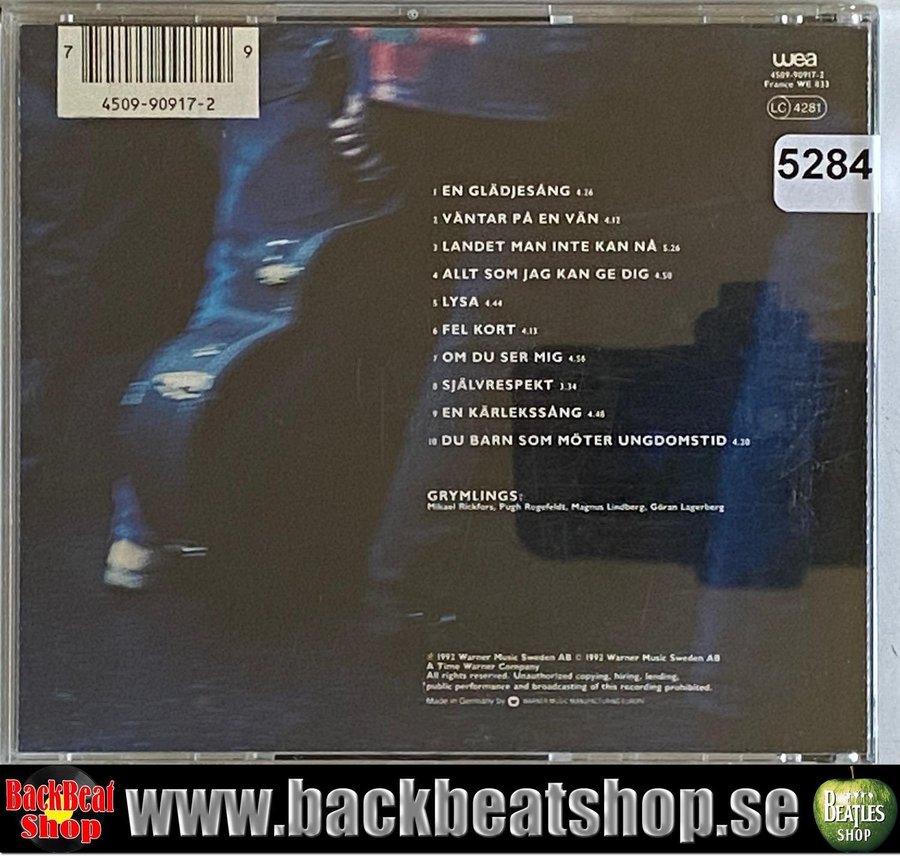 7 9
4509-90917-2
wea
4509-90917-2
France WE 833
LC 4281
5284
1 EN GLÄDJESÅNG 4.26
2 VÄNTAR PÅ EN VÄN 4.12
3 LANDET MAN INTE KAN NÅ 5.26
4 ALLT SOM JAG KAN GE DIG 4.50
5 LYSA 4.44
6 FEL KORT 4.13
7 OM DU SER MIG 4.56
8 SJÄLVRESPEKT 3.34
9 EN KÄRLEKSSÅNG 4.48
10 DU BARN SOM MÖTER UNGDOMSTID 4.30
GRYMLINGS:
Mikael Rickfors, Pugh Rogefeldt, Magnus Lindberg, Göran Lagerberg
℗ 1992 Warner Music Sweden AB © 1992 Warner Music Sweden AB
A Time Warner Company
All rights reserved. Unauthorized copying, hiring, lending,
public performance and broadcasting of this recording prohibited.
Made in Germany by WARNER MUSIC MANUFACTURING EUROPE
BackBeat Shop www.backbeatshop.se BEATLES SHOP